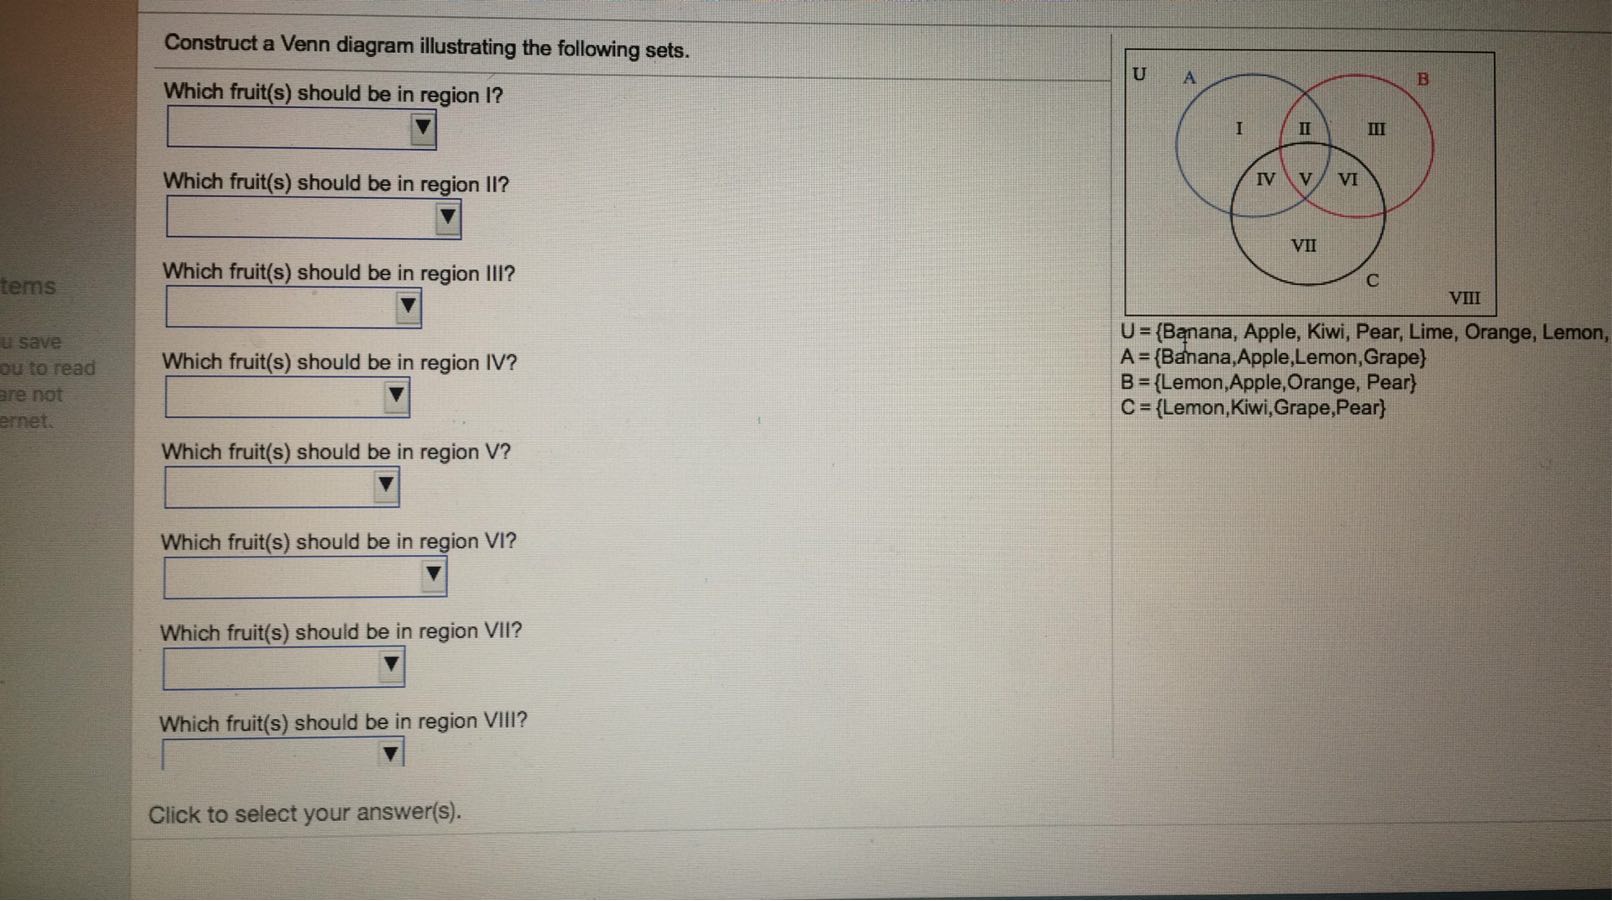 Construct a Venn diagram illustrating the following sets.
Which fruit(s) should be in region I?
Which fruit(s) should be in region II?
Which fruit(s) should be in region III?
Which fruit(s) should be in region IV?
Which fruit(s) should be in region V?
Which fruit(s) should be in region VI?
Which fruit(s) should be in region VII?
Which fruit(s) should be in region VIII?
Click to select your answer(s).
tems
u save
ou to read
are not
ernet.
U A B
I II III
IV V VI
VII
C
VIII
U = {Banana, Apple, Kiwi, Pear, Lime, Orange, Lemon,
A = {Banana,Apple,Lemon,Grape}
B = {Lemon,Apple,Orange, Pear}
C = {Lemon,Kiwi,Grape,Pear}